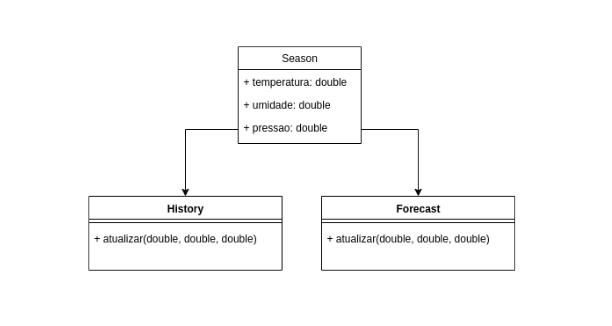 Season
+ temperatura: double
+ umidade: double
+ pressao: double
History
+ atualizar(double, double, double)
Forecast
+ atualizar(double, double, double)